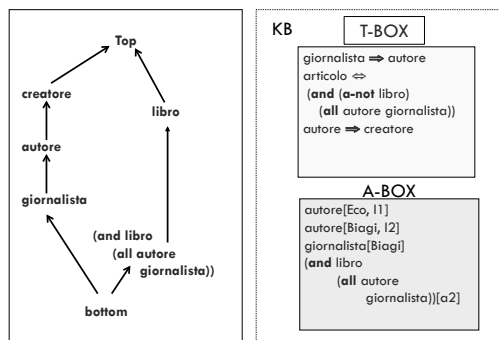 Top
creatore
libro
autore
giornalista
(and libro
(all autore
giornalista))
bottom
KB
T-BOX
giornalista ⇒ autore
articolo ⇔
(and (a-not libro)
(all autore giornalista))
autore ⇒ creatore
A-BOX
autore[Eco, l1]
autore[Biagi, l2]
giornalista[Biagi]
(and libro
(all autore
giornalista))[a2]